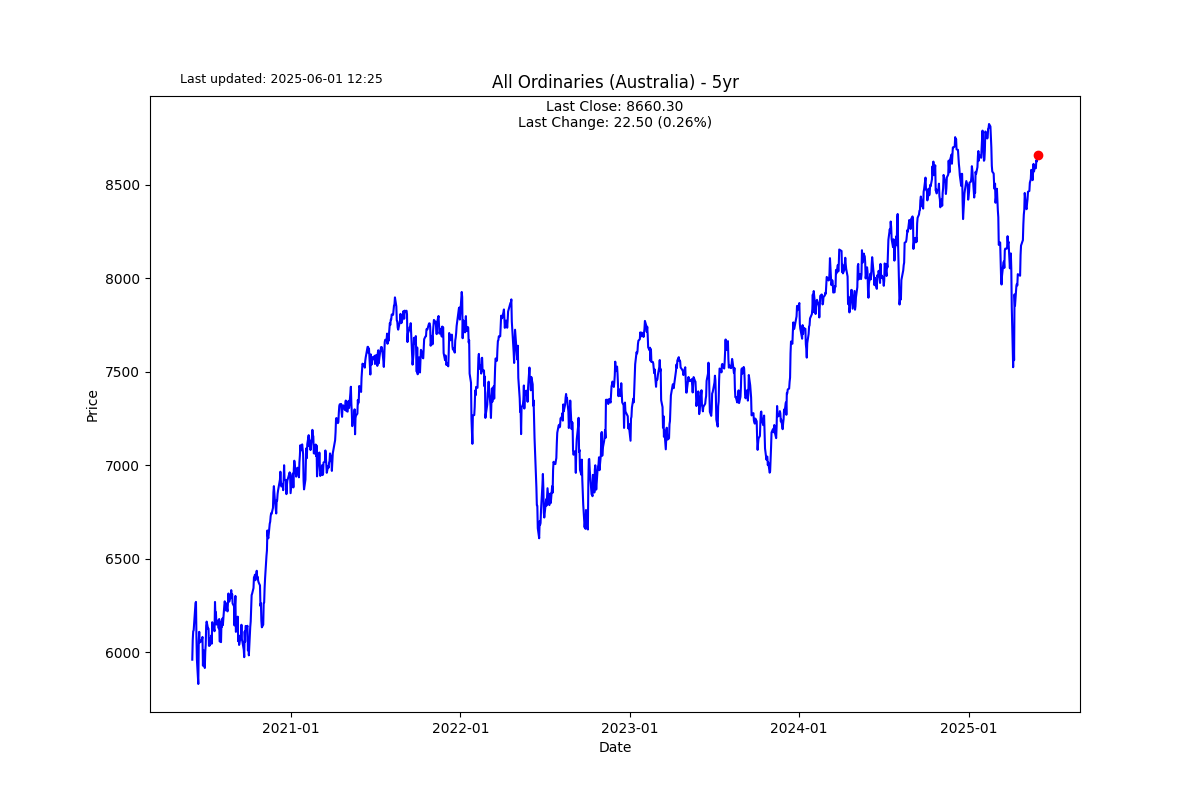 Last updated: 2025-06-01 12:25
All Ordinaries (Australia) - 5yr
Last Close: 8660.30
Last Change: 22.50 (0.26%)
8500
8000
7500
7000
6500
6000
Price
2021-01
2022-01
2023-01
2024-01
2025-01
Date